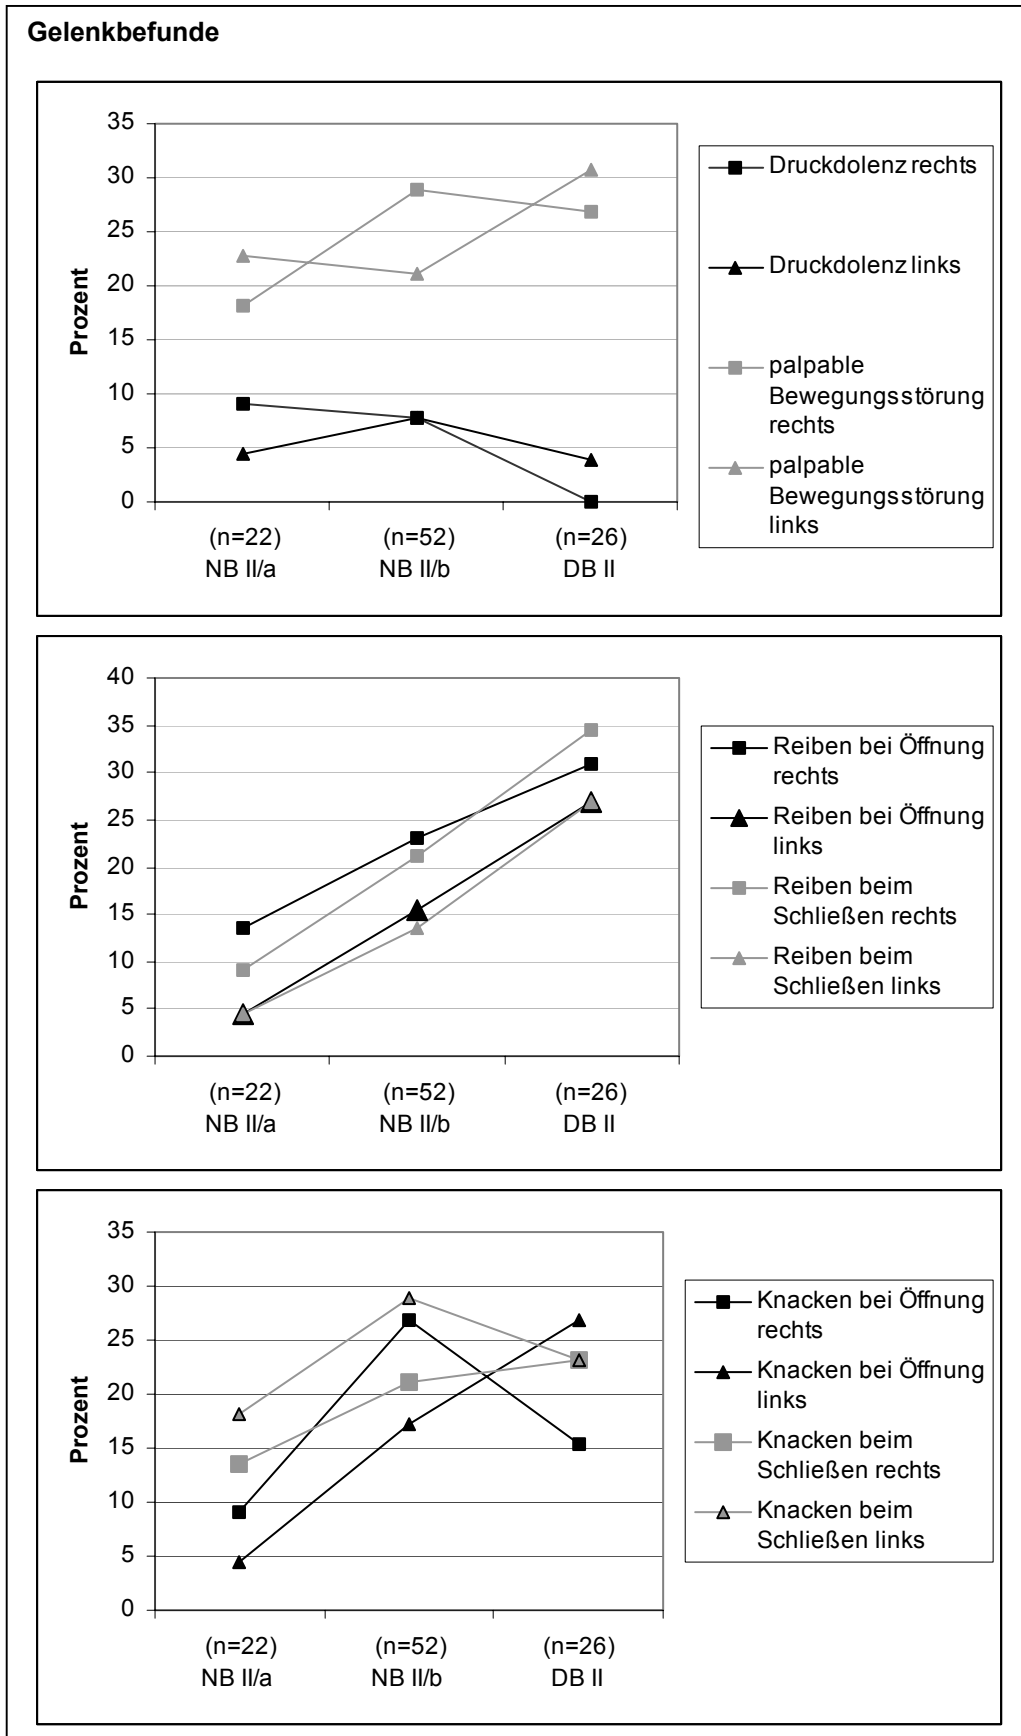 Gelenkbefunde
35
30
25
20
15
10
5
0
Prozent
(n=22)
NB II/a
(n=52)
NB II/b
(n=26)
DB II
Druckdolenz rechts
Druckdolenz links
palpable
Bewegungsstörung
rechts
palpable
Bewegungsstörung
links
40
35
30
25
20
15
10
5
0
Prozent
(n=22)
NB II/a
(n=52)
NB II/b
(n=26)
DB II
Reiben bei Öffnung
rechts
Reiben bei Öffnung
links
Reiben beim
Schließen rechts
Reiben beim
Schließen links
35
30
25
20
15
10
5
0
Prozent
(n=22)
NB II/a
(n=52)
NB II/b
(n=26)
DB II
Knacken bei Öffnung
rechts
Knacken bei Öffnung
links
Knacken beim
Schließen rechts
Knacken beim
Schließen links